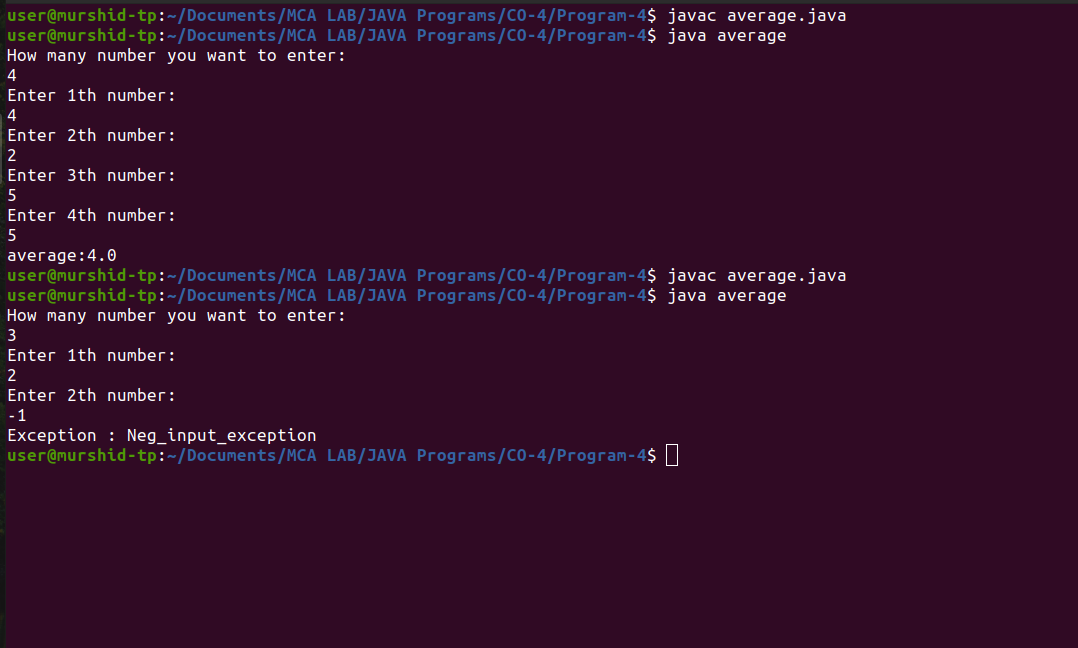 user@murshid-tp:~/Documents/MCA LAB/JAVA Programs/CO-4/Program-4$ javac average.java
user@murshid-tp:~/Documents/MCA LAB/JAVA Programs/CO-4/Program-4$ java average
How many number you want to enter:
4
Enter 1th number:
4
Enter 2th number:
2
Enter 3th number:
5
Enter 4th number:
5
average:4.0
user@murshid-tp:~/Documents/MCA LAB/JAVA Programs/CO-4/Program-4$ javac average.java
user@murshid-tp:~/Documents/MCA LAB/JAVA Programs/CO-4/Program-4$ java average
How many number you want to enter:
3
Enter 1th number:
2
Enter 2th number:
-1
Exception : Neg_input_exception
user@murshid-tp:~/Documents/MCA LAB/JAVA Programs/CO-4/Program-4$